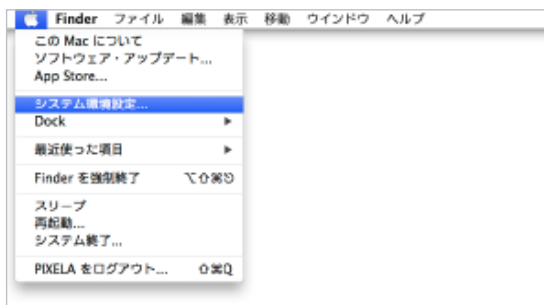 Finder ファイル 編集 表示 移動 ウインドウ ヘルプ
この Mac について
ソフトウェア・アップデート...
App Store...
システム環境設定...
Dock ▶
最近使った項目 ▶
Finder を強制終了 ⌥⇧⌘⎋
スリープ
再起動...
システム終了...
PIXELA をログアウト... ⇧⌘Q